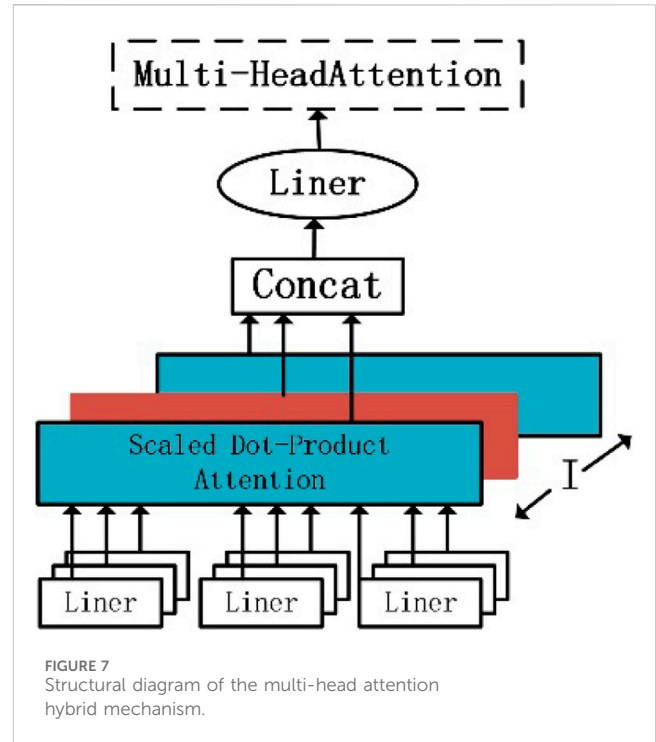 Multi-HeadAttention
Liner
Concat
Scaled Dot-Product
Attention
I
Liner Liner Liner
FIGURE 7
Structural diagram of the multi-head attention
hybrid mechanism.